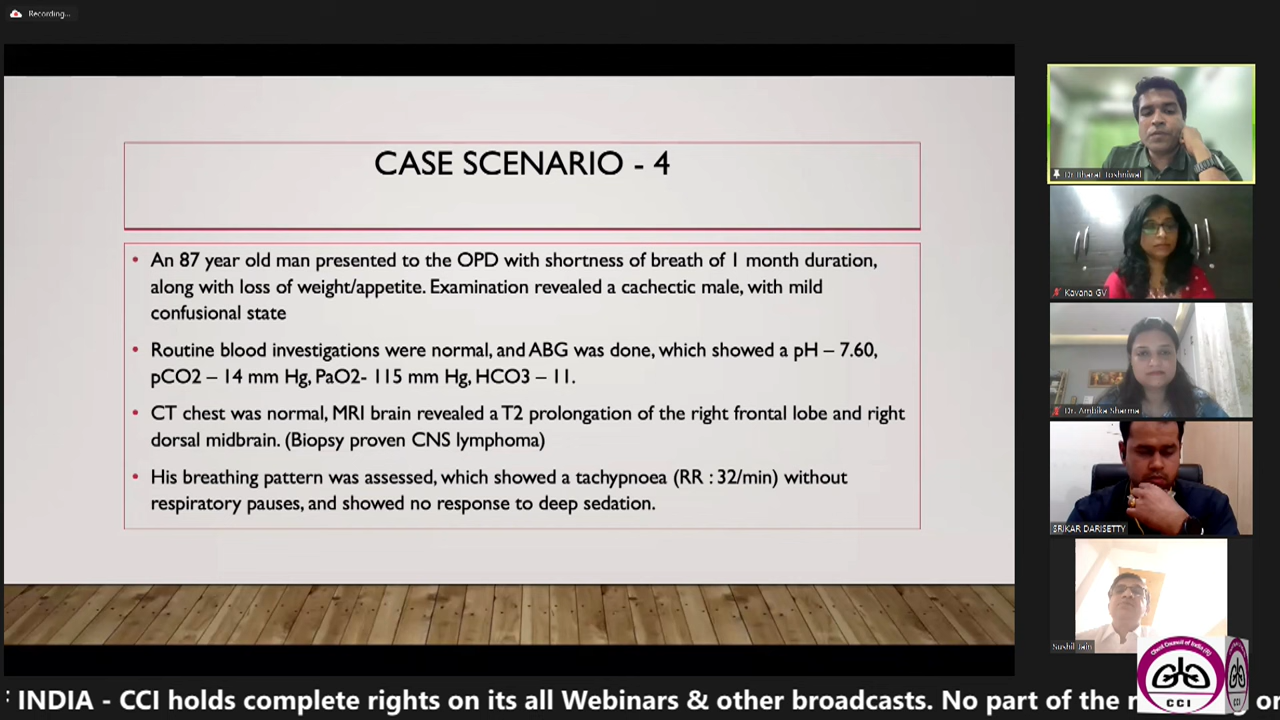 Recording...
CASE SCENARIO - 4
• An 87 year old man presented to the OPD with shortness of breath of 1 month duration,
along with loss of weight/appetite. Examination revealed a cachectic male, with mild
confusional state
• Routine blood investigations were normal, and ABG was done, which showed a pH – 7.60,
pCO2 – 14 mm Hg, PaO2- 115 mm Hg, HCO3 – 11.
• CT chest was normal, MRI brain revealed a T2 prolongation of the right frontal lobe and right
dorsal midbrain. (Biopsy proven CNS lymphoma)
• His breathing pattern was assessed, which showed a tachypnoea (RR : 32/min) without
respiratory pauses, and showed no response to deep sedation.
Dr Bharat Toshniwal
Kavana GV
Dr. Ambika Sharma
SRIKAR DARISETTY
Sushil Jain
Chest Council of India (R)
CCI
INDIA - CCI holds complete rights on its all Webinars & other broadcasts. No part of the